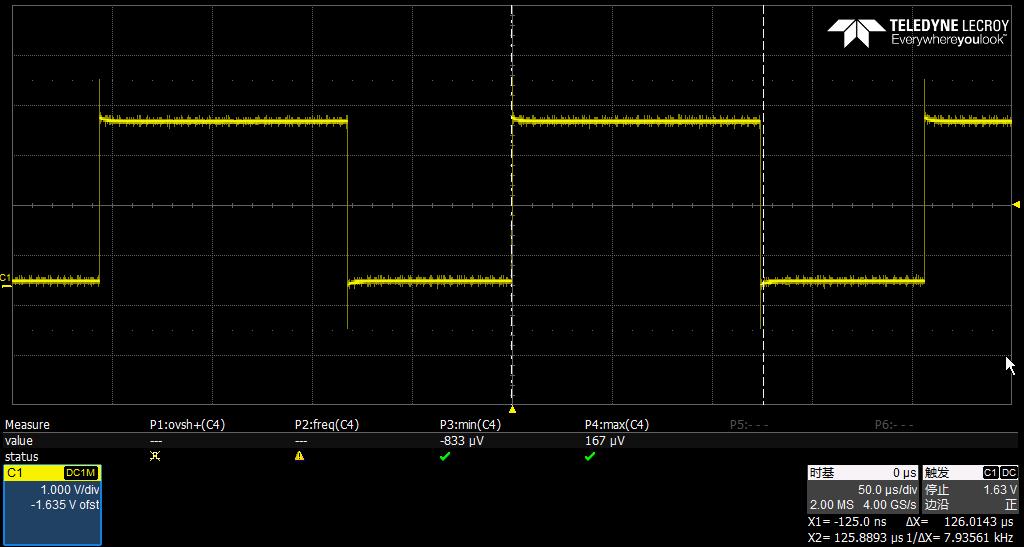 TELEDYNE LECROY
Everywhereyoulook™
C1
Measure P1:ovsh+(C4) P2:freq(C4) P3:min(C4) P4:max(C4) P5:--- P6:---
value --- --- -833 µV 167 µV
status
C1 DC1M
1.000 V/div
-1.635 V ofst
时基 0 µs
50.0 µs/div
2.00 MS 4.00 GS/s
触发 C1 DC
停止 1.63 V
边沿 正
X1= -125.0 ns ΔX= 126.0143 µs
X2= 125.8893 µs 1/ΔX= 7.93561 kHz